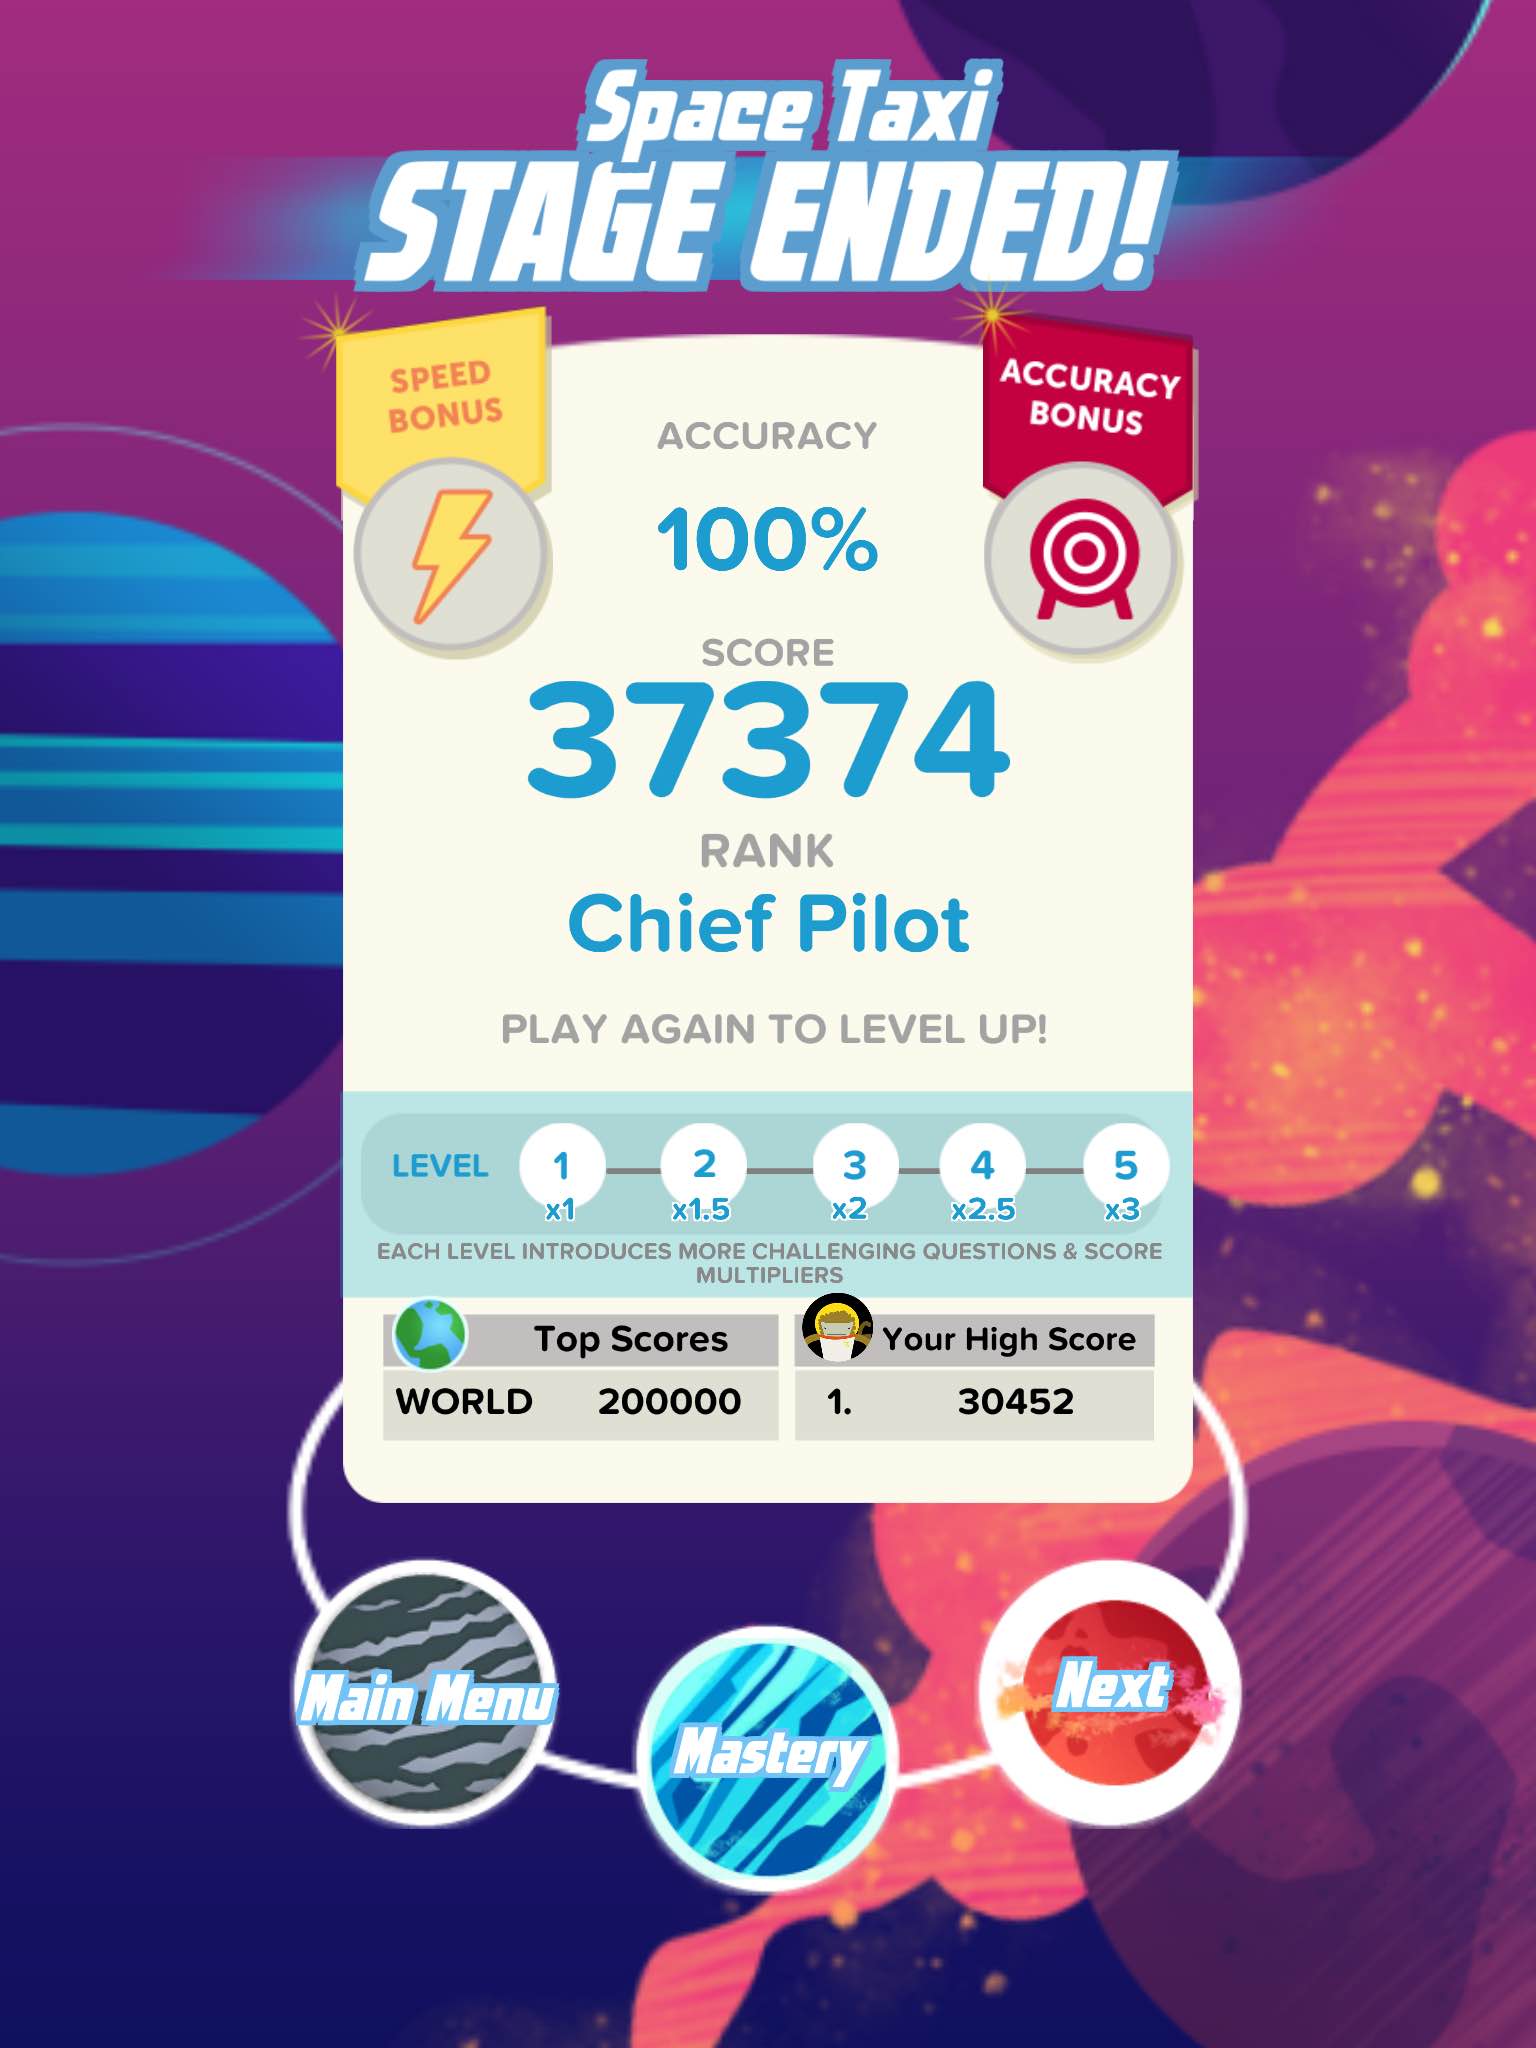 Space Taxi
STAGE ENDED!
SPEED
BONUS
ACCURACY
BONUS
ACCURACY
100%
SCORE
37374
RANK
Chief Pilot
PLAY AGAIN TO LEVEL UP!
LEVEL 1 2 3 4 5
x1 x1.5 x2 x2.5 x3
EACH LEVEL INTRODUCES MORE CHALLENGING QUESTIONS & SCORE
MULTIPLIERS
Top Scores
WORLD 200000
Your High Score
1. 30452
Main Menu
Mastery
Next